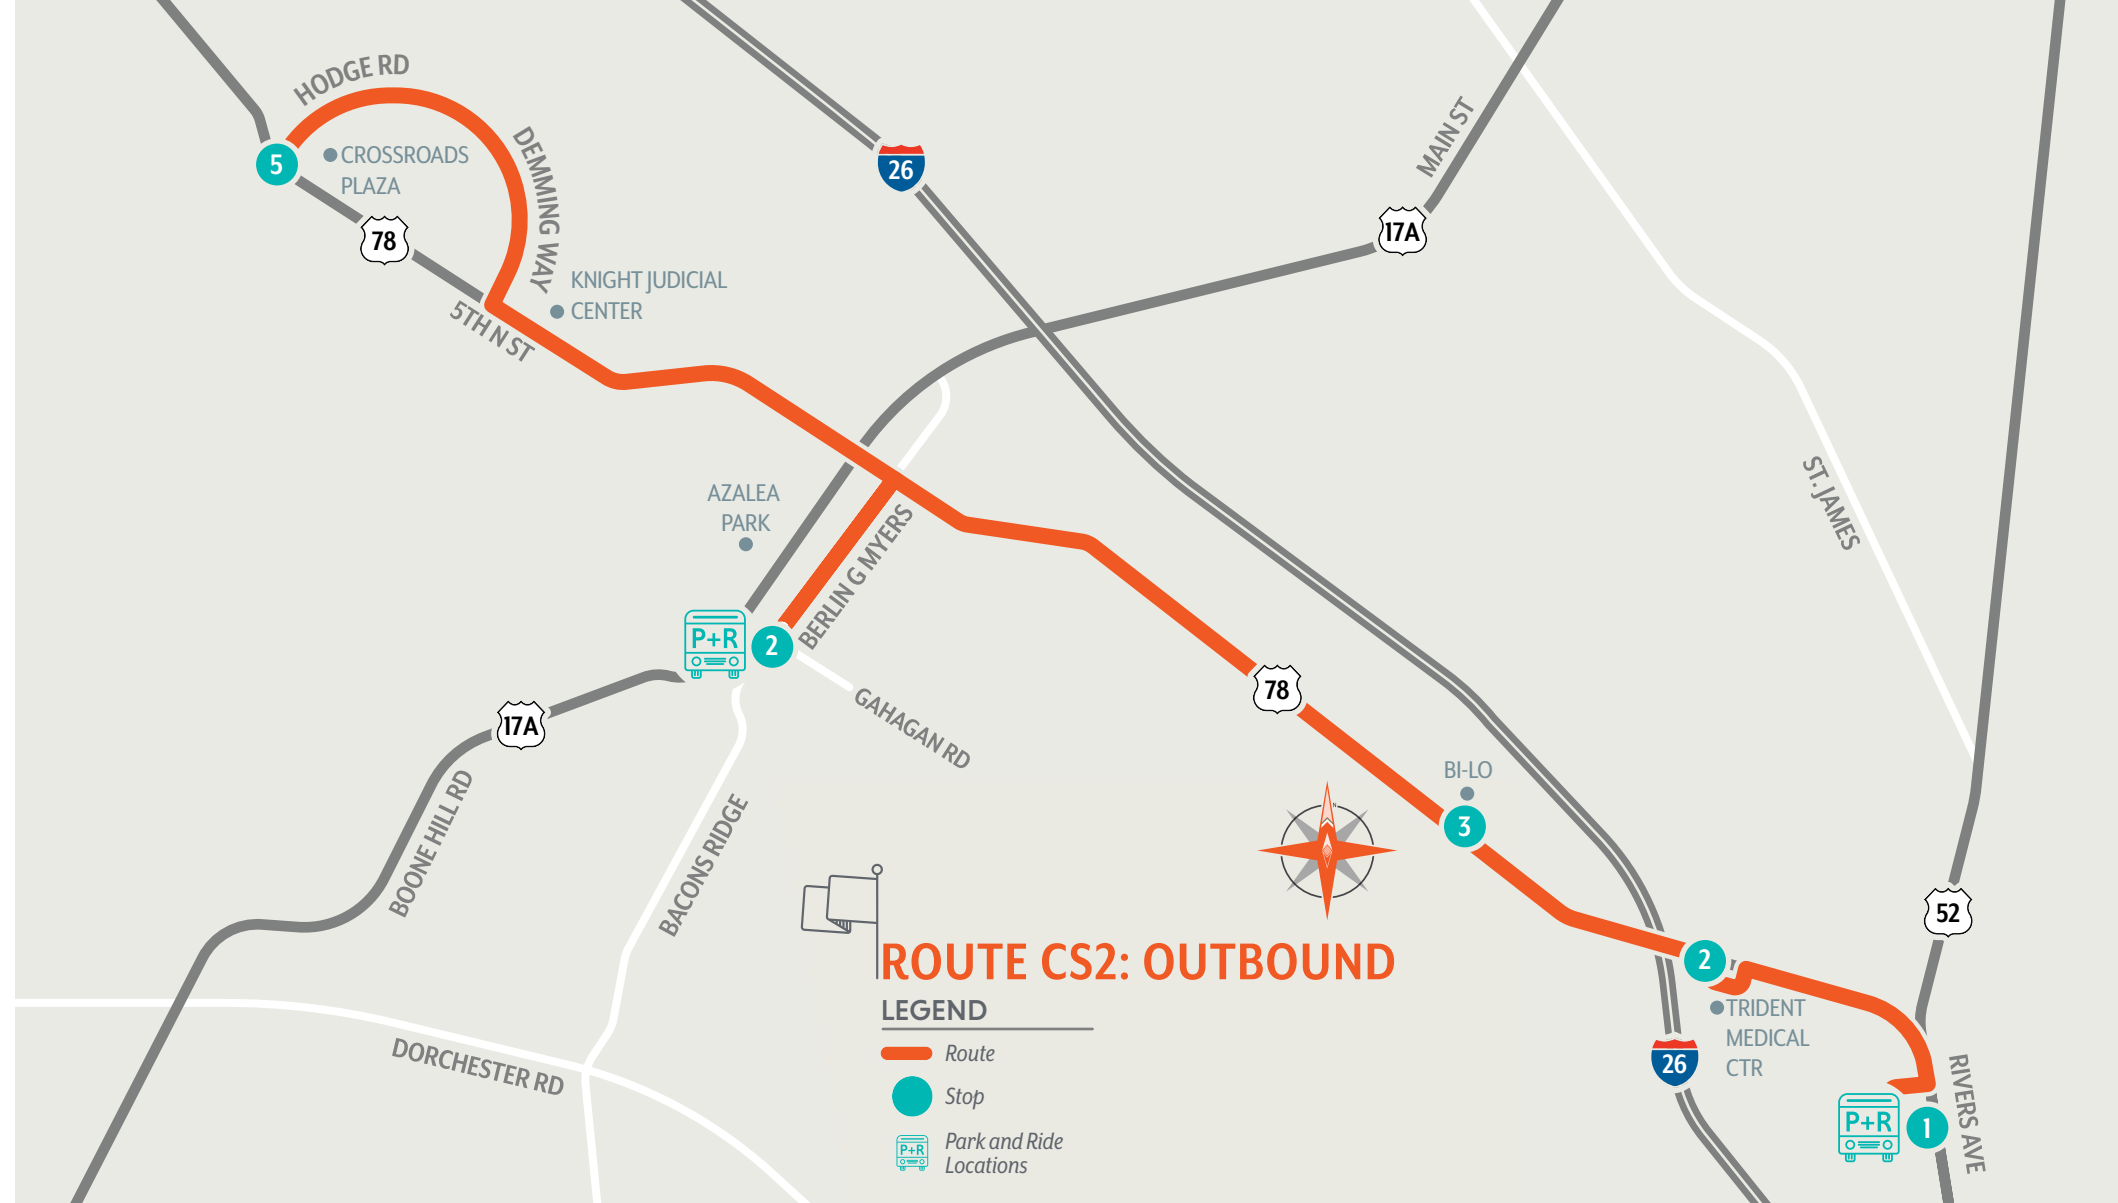 HODGE RD
5
CROSSROADS
PLAZA
DEMMING WAY
78
5TH N ST
KNIGHT JUDICIAL
CENTER
26
MAIN ST
17A
ST. JAMES
AZALEA
PARK
BERLIN G MYERS
P+R
2
GAHAGAN RD
17A
BOONE HILL RD
BACONS RIDGE
78
BI-LO
3
N
52
2
TRIDENT
MEDICAL
CTR
26
RIVERS AVE
P+R
1
DORCHESTER RD
ROUTE CS2: OUTBOUND
LEGEND
Route
Stop
P+R
Park and Ride
Locations